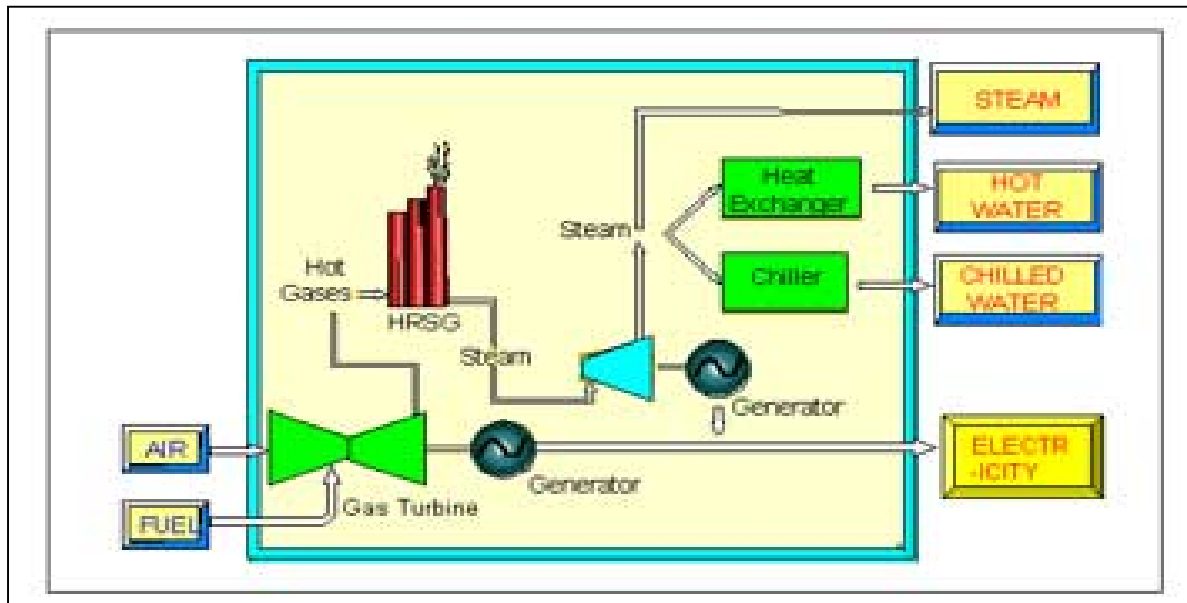 STEAM
Heat
Exchanger
HOT
WATER
Steam
Chiller
CHILLED
WATER
Hot
Gases
HRSG
Steam
Generator
AIR
ELECTR
-ICITY
Generator
Gas Turbine
FUEL